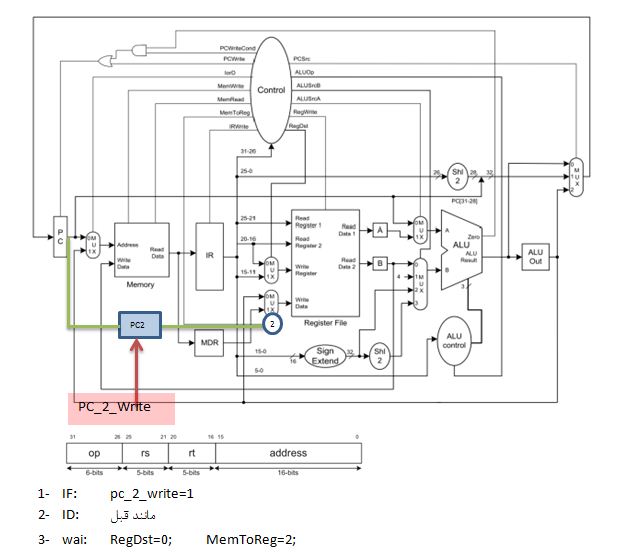 PCWriteCond
PCWrite
IorD
MemWrite
MemRead
MemToReg
IRWrite
Control
PCSrc
ALUOp
ALUSrcB
ALUSrcA
RegWrite
RegDst
31-26
25-0
26
Shl 2
28
32
PC[31-28]
0 M
U
1 X
2
P
C
0 M
U
1 X
Address
Write Data
Read Data
Memory
IR
25-21
20-16
15-11
0 M
U
1 X
0 M
U
1X
2
Read Register 1
Read Register 2
Write Register
Write Data
Read Data 1
Read Data 2
Register File
A
B
4
0 M
U
1 X
0
1 M
2 U
3 X
A
B
ALU
Zero
ALU Result
3
ALU Out
PC2
MDR
15-0
16
Sign Extend
32
Shl 2
5-0
ALU control
PC_2_Write
31 26 25 21 20 16 15 0
op rs rt address
6-bits 5-bits 5-bits 16-bits
1- IF: pc_2_write=1
2- ID: مانند قبل
3- wai: RegDst=0; MemToReg=2;